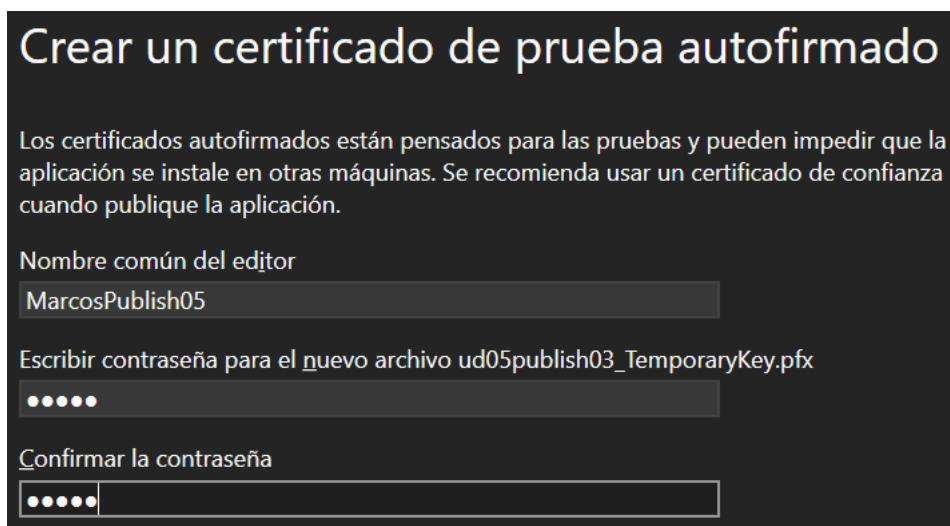 Crear un certificado de prueba autofirmado
Los certificados autofirmados están pensados para las pruebas y pueden impedir que la
aplicación se instale en otras máquinas. Se recomienda usar un certificado de confianza
cuando publique la aplicación.
Nombre común del editor
MarcosPublish05
Escribir contraseña para el nuevo archivo ud05publish03_TemporaryKey.pfx
●●●●●
Confirmar la contraseña
●●●●●